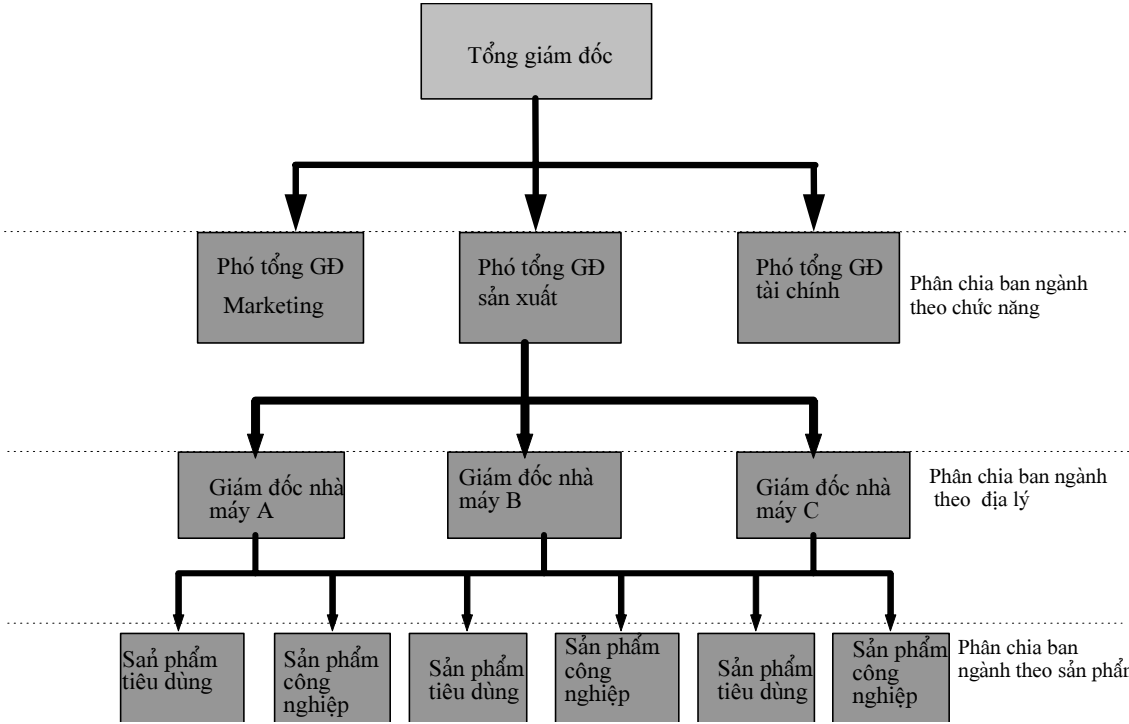 Tổng giám đốc
Phó tổng GĐ
Marketing
Phó tổng GĐ
sản xuất
Phó tổng GĐ
tài chính
Phân chia ban ngành
theo chức năng
Giám đốc nhà
máy A
Giám đốc nhà
máy B
Giám đốc nhà
máy C
Phân chia ban ngành
theo địa lý
Sản phẩm
tiêu dùng
Sản phẩm
công
nghiệp
Sản phẩm
tiêu dùng
Sản phẩm
công
nghiệp
Sản phẩm
tiêu dùng
Sản phẩm
công
nghiệp
Phân chia ban
ngành theo sản phẩm